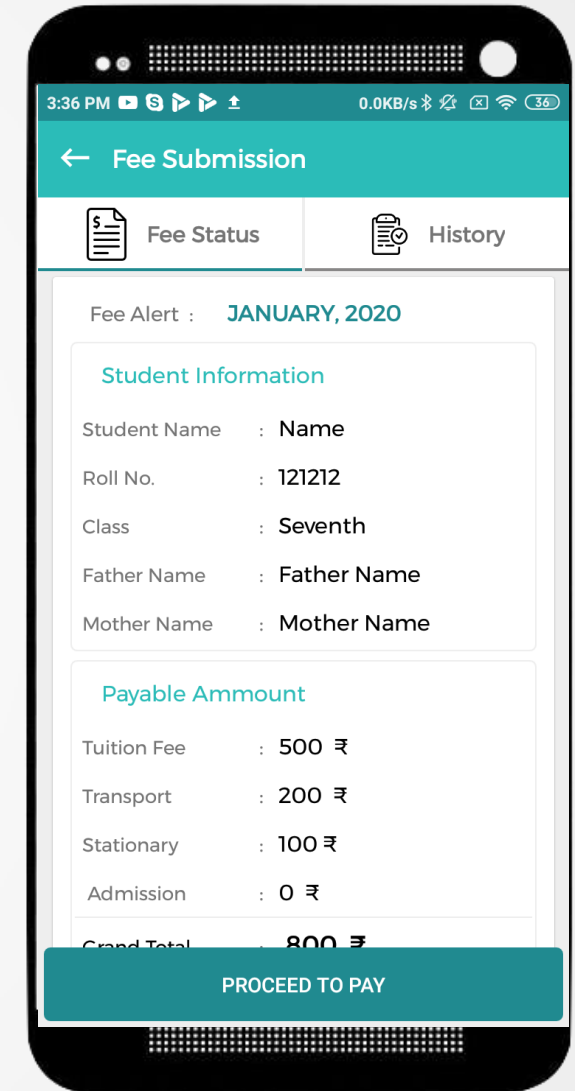 3:36 PM 0.0KB/s 36
Fee Submission
Fee Status History
Fee Alert : JANUARY, 2020
Student Information
Student Name : Name
Roll No. : 121212
Class : Seventh
Father Name : Father Name
Mother Name : Mother Name
Payable Ammount
Tuition Fee : 500 ₹
Transport : 200 ₹
Stationary : 100 ₹
Admission : 0 ₹
Grand Total : 800 ₹
PROCEED TO PAY